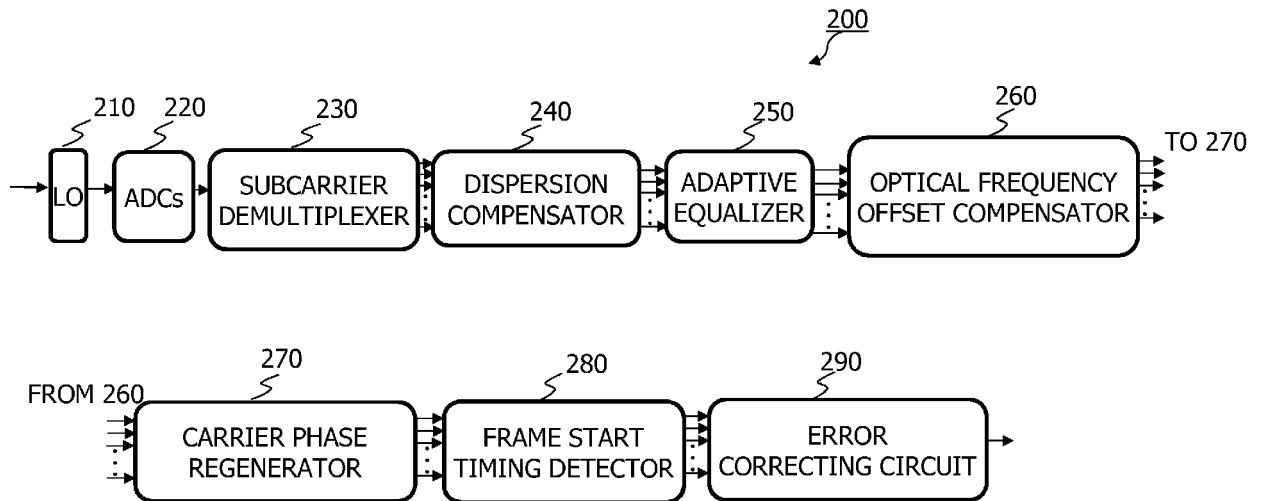 200
210
220
230
240
250
260
LO
ADCs
SUBCARRIER
DEMULTIPLEXER
DISPERSION
COMPENSATOR
ADAPTIVE
EQUALIZER
OPTICAL FREQUENCY
OFFSET COMPENSATOR
TO 270
FROM 260
270
280
290
CARRIER PHASE
REGENERATOR
FRAME START
TIMING DETECTOR
ERROR
CORRECTING CIRCUIT